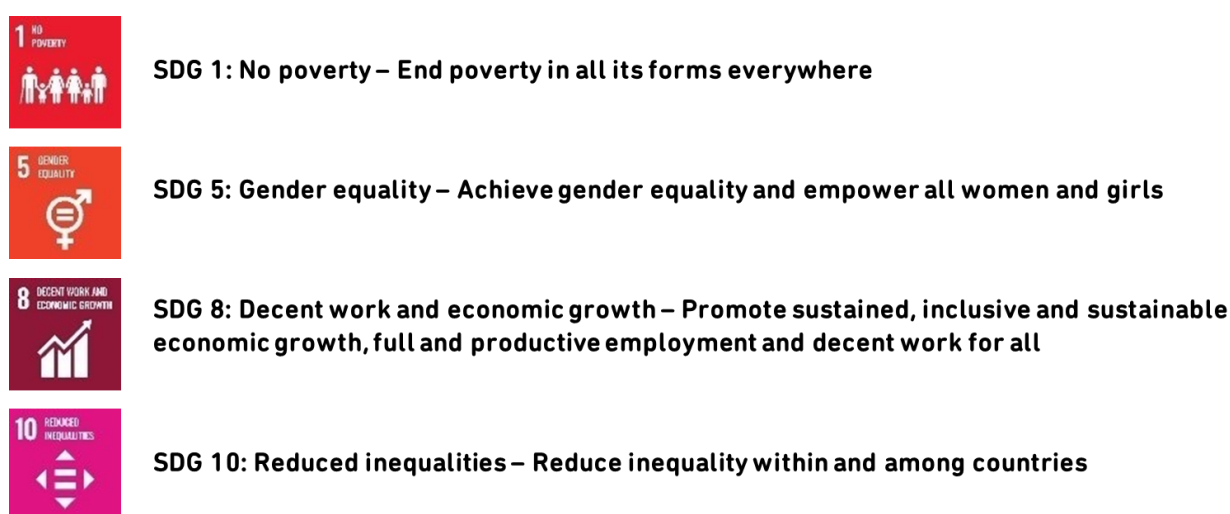 1 NO
POVERTY
SDG 1: No poverty – End poverty in all its forms everywhere
5 GENDER
EQUALITY
SDG 5: Gender equality – Achieve gender equality and empower all women and girls
8 DECENT WORK AND
ECONOMIC GROWTH
SDG 8: Decent work and economic growth – Promote sustained, inclusive and sustainable
economic growth, full and productive employment and decent work for all
10 REDUCED
INEQUALITIES
SDG 10: Reduced inequalities – Reduce inequality within and among countries